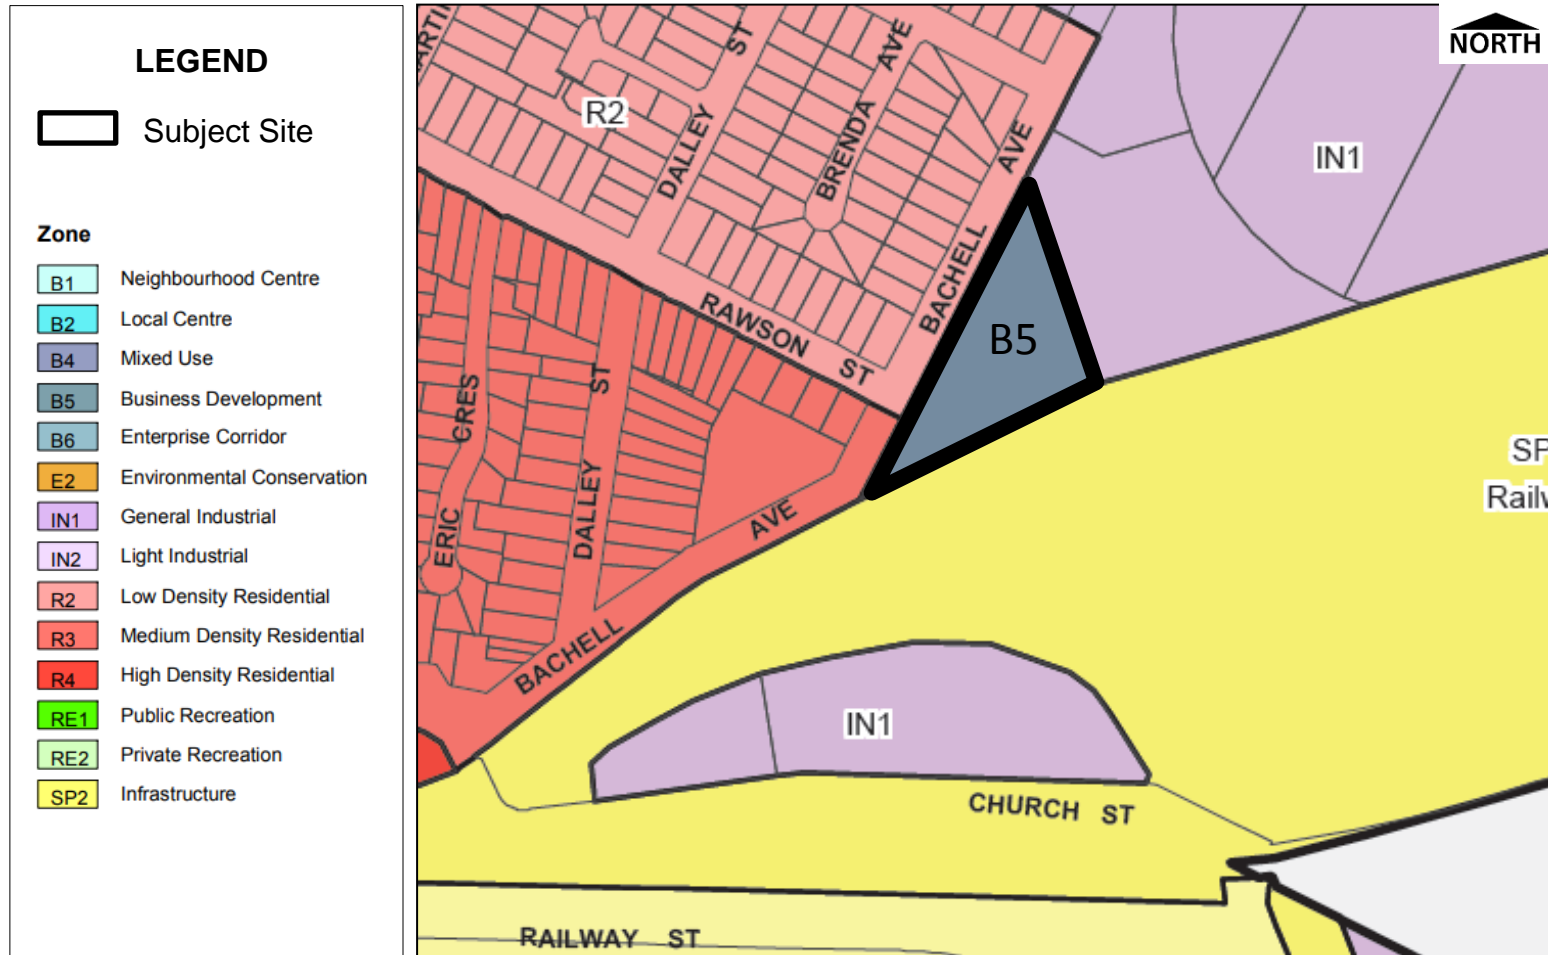 LEGEND
Subject Site
Zone
B1 Neighbourhood Centre
B2 Local Centre
B4 Mixed Use
B5 Business Development
B6 Enterprise Corridor
E2 Environmental Conservation
IN1 General Industrial
IN2 Light Industrial
R2 Low Density Residential
R3 Medium Density Residential
R4 High Density Residential
RE1 Public Recreation
RE2 Private Recreation
SP2 Infrastructure
NORTH
ARTI
DALLEY ST
BRENDA AVE
R2
IN1
BACHELL AVE
RAWSON ST
B5
ERIC CRES
DALLEY ST
BACHELL AVE
SP
Railw
IN1
CHURCH ST
RAILWAY ST